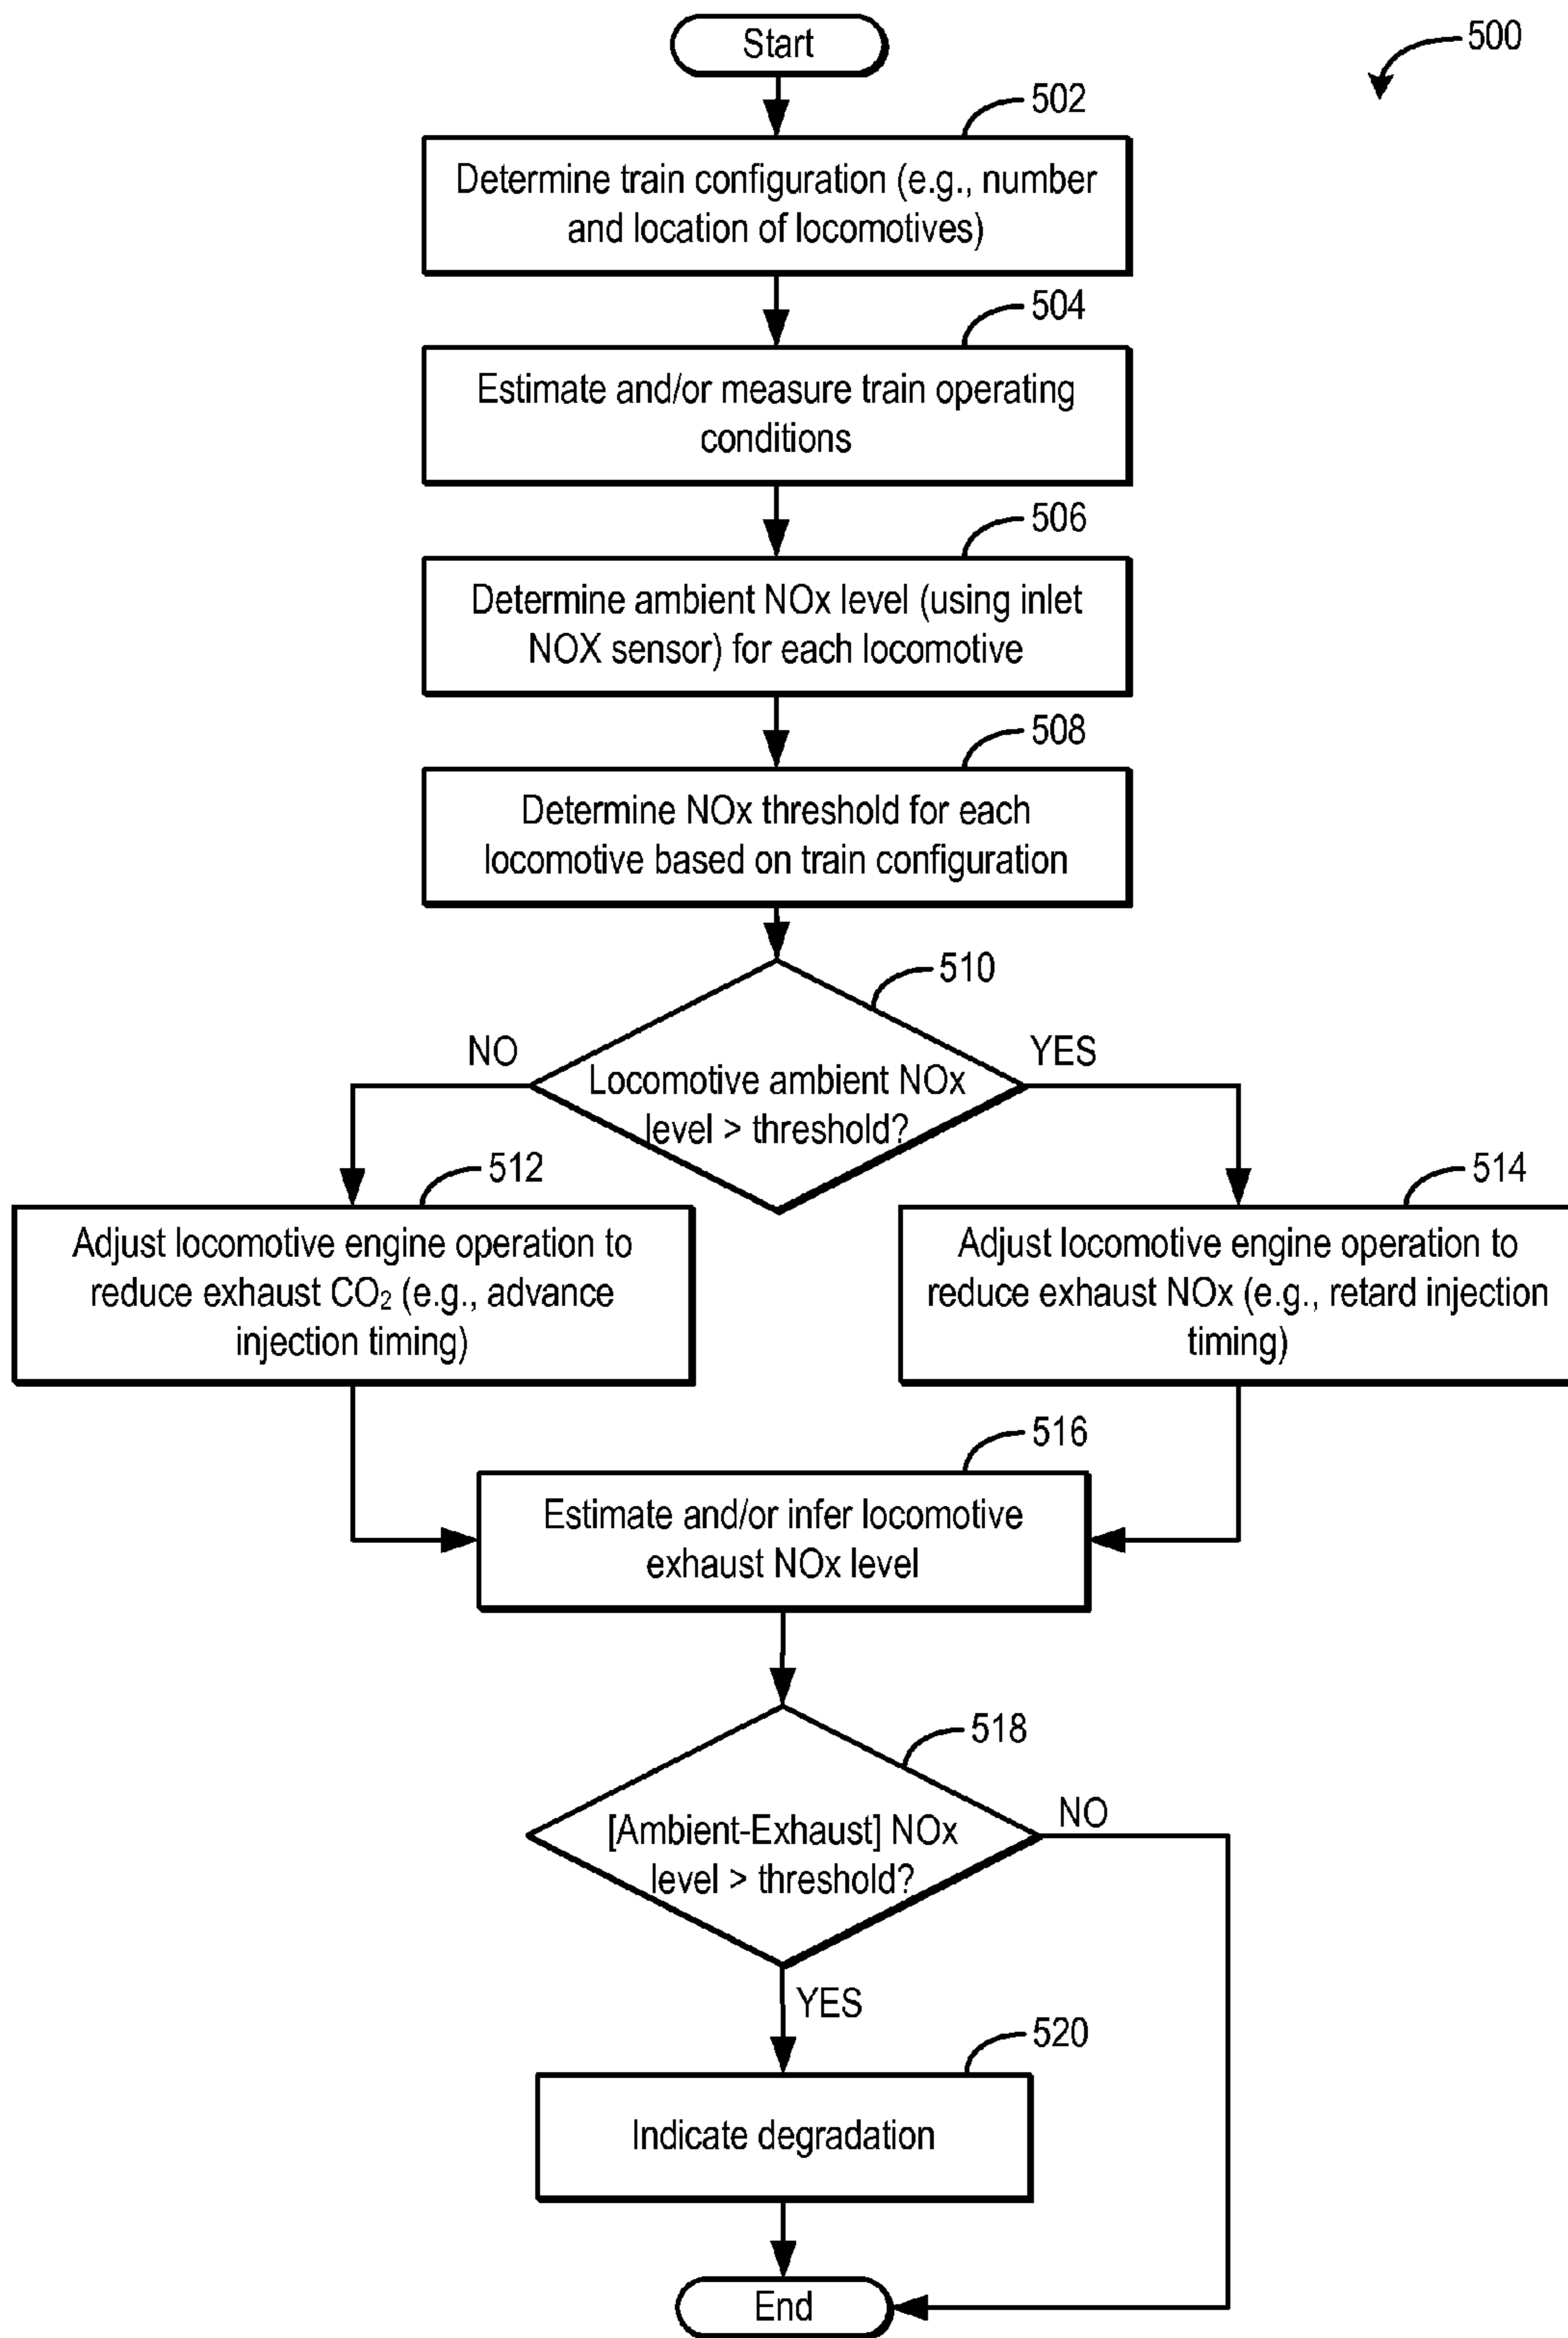 Start
500
502
Determine train configuration (e.g., number
and location of locomotives)
504
Estimate and/or measure train operating
conditions
506
Determine ambient NOx level (using inlet
NOX sensor) for each locomotive
508
Determine NOx threshold for each
locomotive based on train configuration
510
NO
YES
Locomotive ambient NOx
level > threshold?
512
514
Adjust locomotive engine operation to
reduce exhaust CO₂ (e.g., advance
injection timing)
Adjust locomotive engine operation to
reduce exhaust NOx (e.g., retard injection
timing)
516
Estimate and/or infer locomotive
exhaust NOx level
518
NO
[Ambient-Exhaust] NOx
level > threshold?
YES
520
Indicate degradation
End